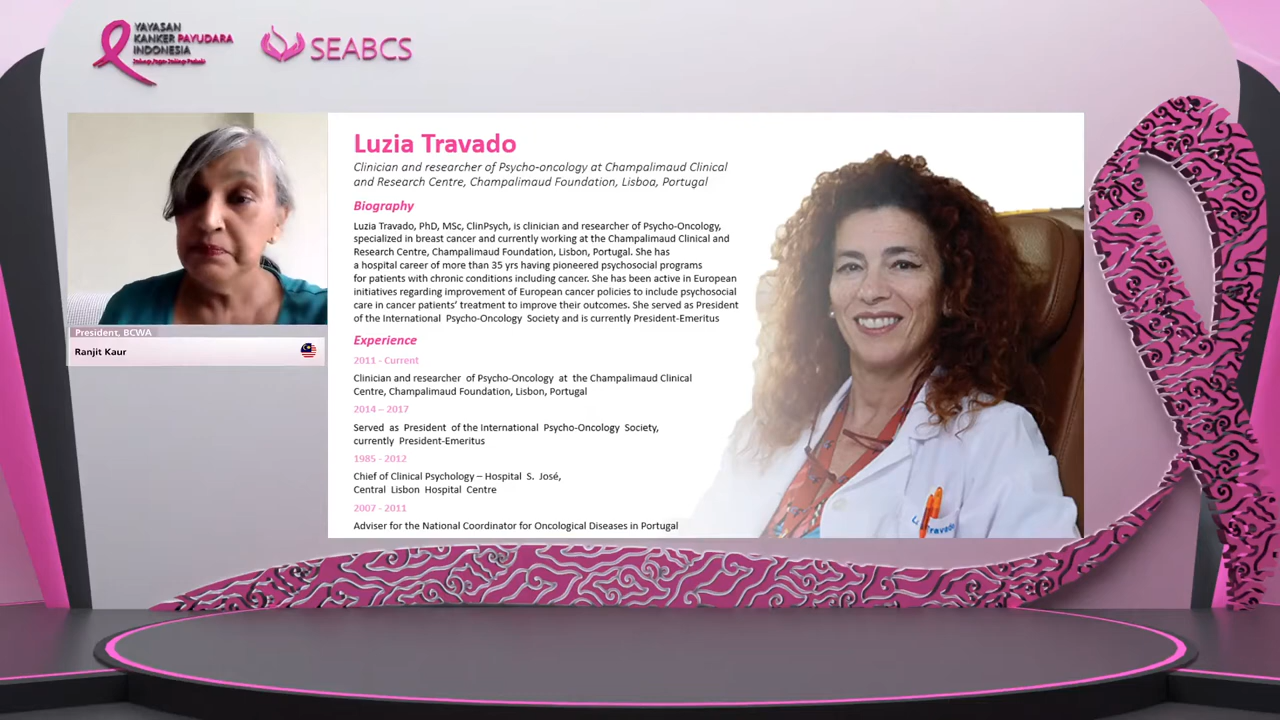 YAYASAN
KANKER PAYUDARA
INDONESIA
SEABCS
President, BCWA
Ranjit Kaur
Luzia Travado
Clinician and researcher of Psycho-oncology at Champalimaud Clinical
and Research Centre, Champalimaud Foundation, Lisboa, Portugal
Biography
Luzia Travado, PhD, MSc, ClinPsych, is clinician and researcher of Psycho-Oncology,
specialized in breast cancer and currently working at the Champalimaud Clinical and
Research Centre, Champalimaud Foundation, Lisbon, Portugal. She has
a hospital career of more than 35 yrs having pioneered psychosocial programs
for patients with chronic conditions including cancer. She has been active in European
initiatives regarding improvement of European cancer policies to include psychosocial
care in cancer patients’ treatment to improve their outcomes. She served as President
of the International Psycho-Oncology Society and is currently President-Emeritus
Experience
2011 - Current
Clinician and researcher of Psycho-Oncology at the Champalimaud Clinical
Centre, Champalimaud Foundation, Lisbon, Portugal
2014 – 2017
Served as President of the International Psycho-Oncology Society,
currently President-Emeritus
1985 - 2012
Chief of Clinical Psychology – Hospital S. José,
Central Lisbon Hospital Centre
2007 - 2011
Adviser for the National Coordinator for Oncological Diseases in Portugal
Travado